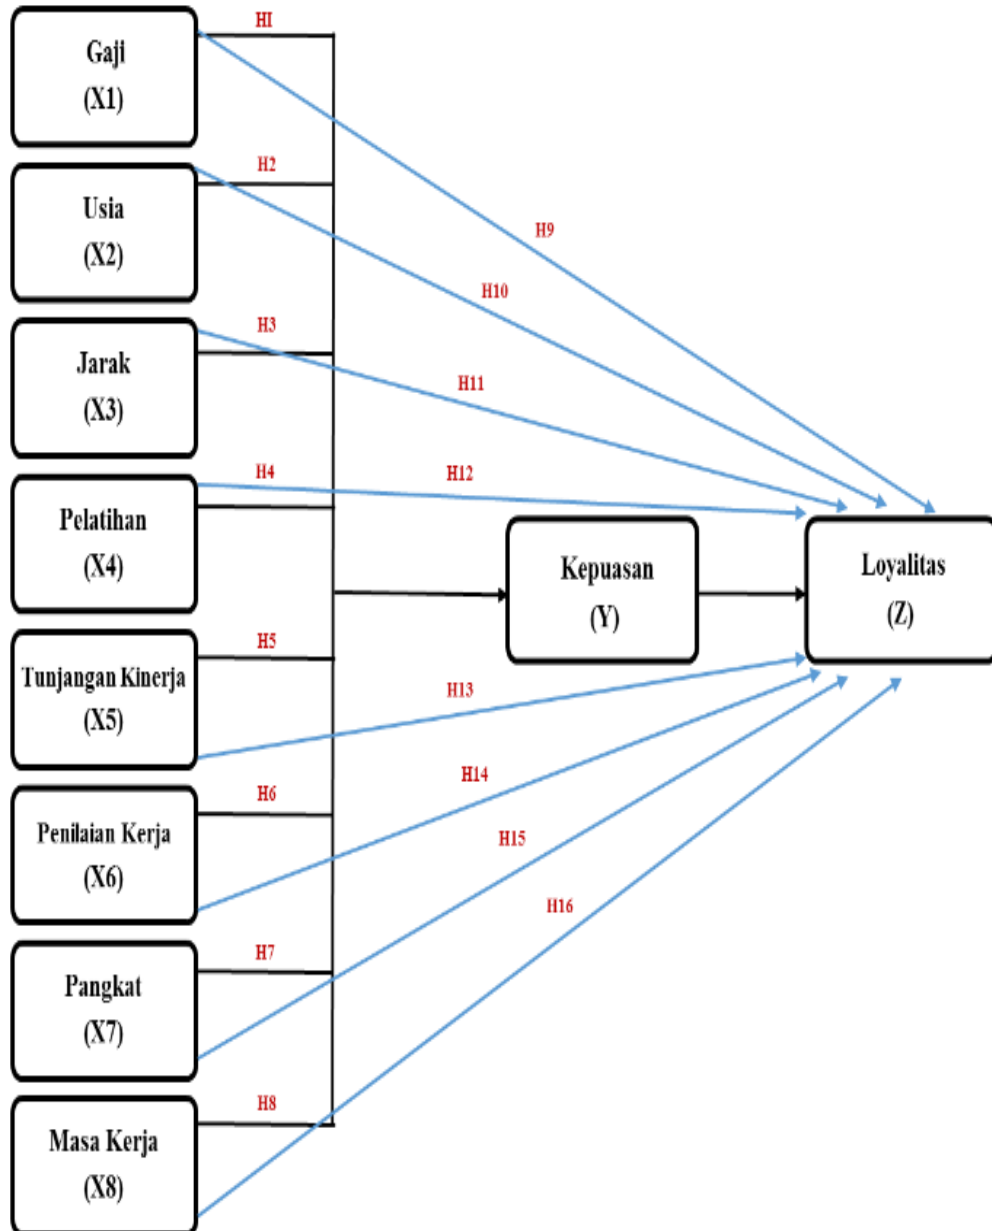 Gaji
(X1)
HI
Usia
(X2)
H2
H9
Jarak
(X3)
H3
H10
H11
Pelatihan
(X4)
H4
H12
Kepuasan
(Y)
Loyalitas
(Z)
Tunjangan Kinerja
(X5)
H5
H13
Penilaian Kerja
(X6)
H6
H14
H15
Pangkat
(X7)
H7
H16
Masa Kerja
(X8)
H8